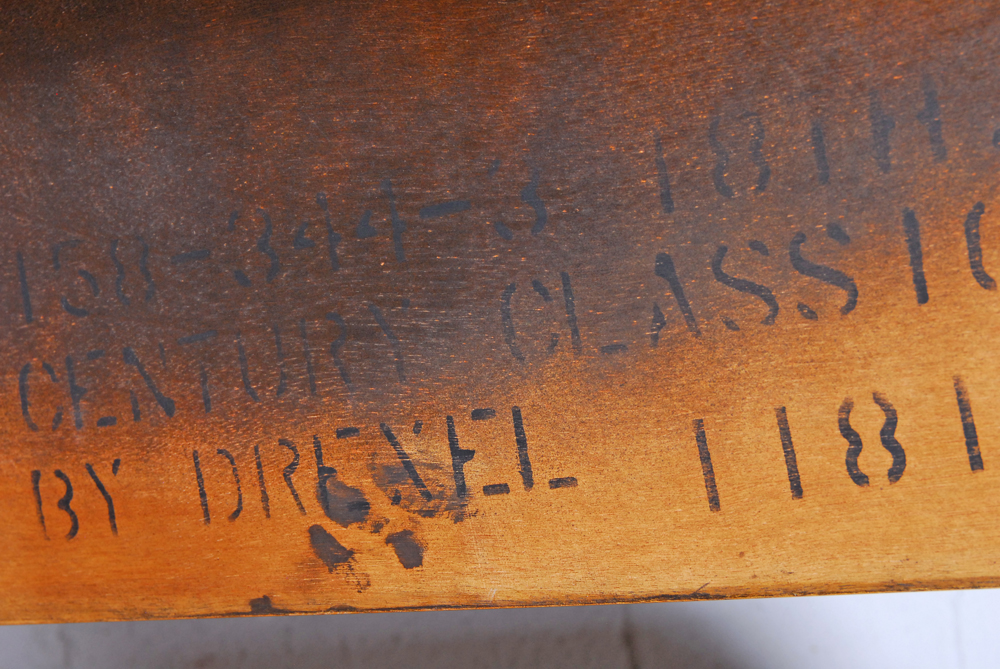 158-344-3 18TH
CENTURY CLASSIC
BY DREXEL 1181